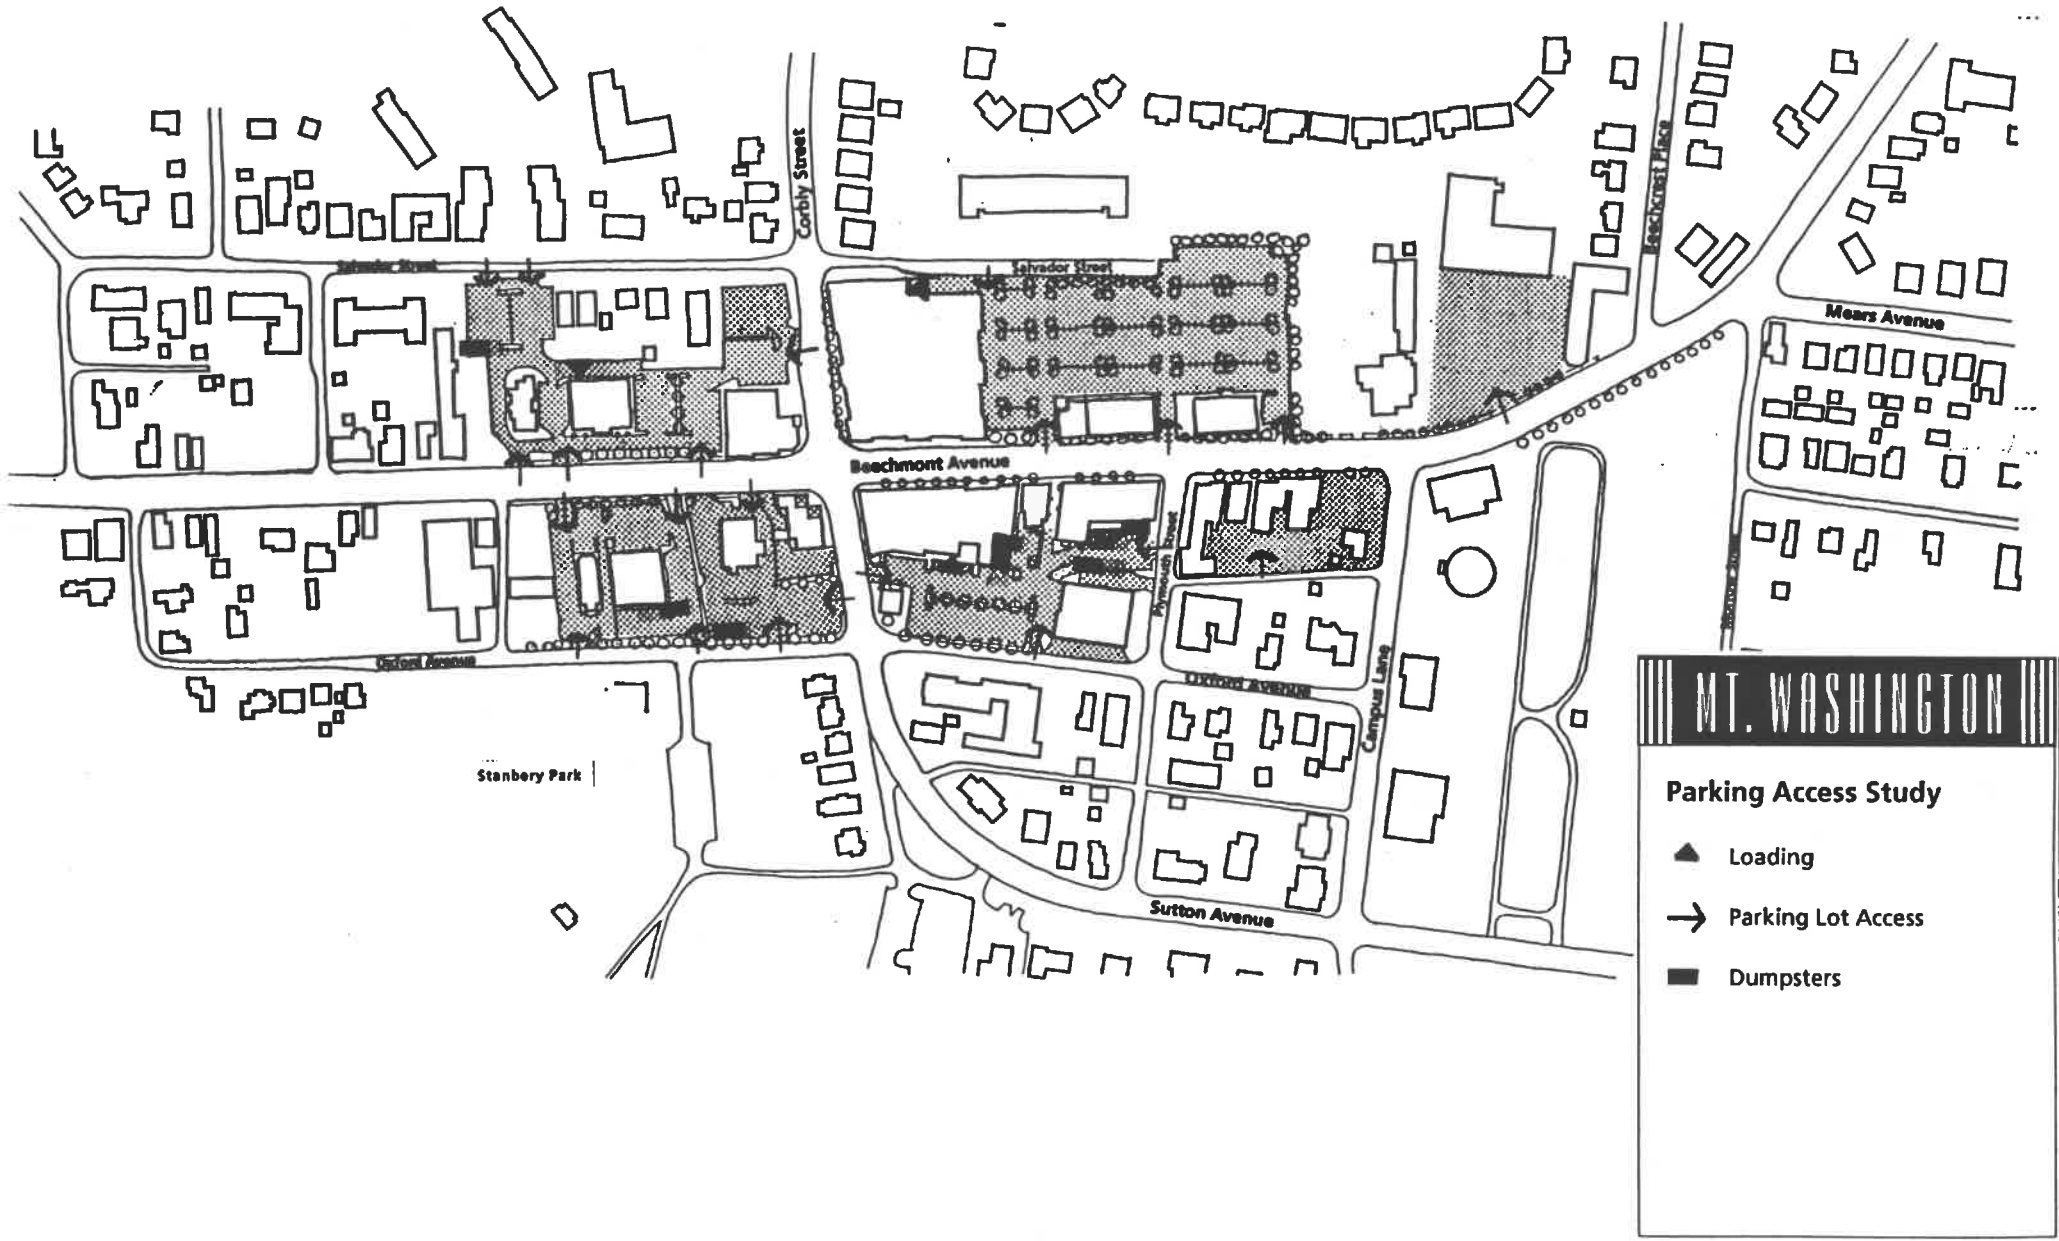 Corbly Street
Beechcrest Place
Salvador Street
Salvador Street
Mears Avenue
Beechmont Avenue
Plymouth Street
Oxford Avenue
Oxford Avenue
Campus Lane
Stanbery Park
Sutton Avenue
MT. WASHINGTON
Parking Access Study
Loading
Parking Lot Access
Dumpsters